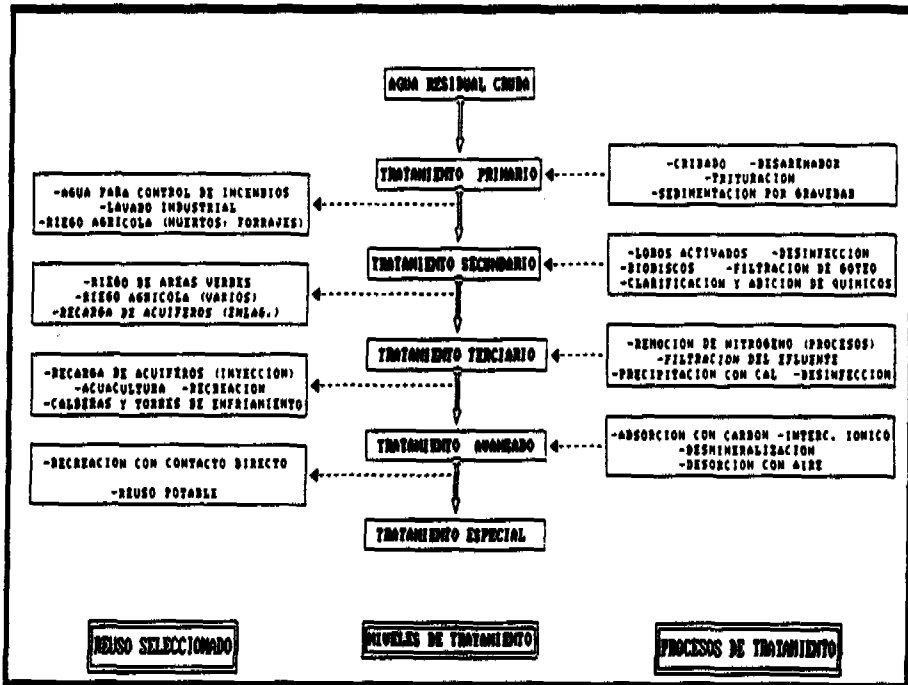 AGUA RESIDUAL CRUDA
TRATAMIENTO PRIMARIO
-CRIBADO -DESARENADOR
-TRITURACION
-SEDIMENTACION POR GRAVEDAD
-AGUA PARA CONTROL DE INCENDIOS
-LAVADO INDUSTRIAL
-RIEGO AGRICOLA (HUERTOS; FORRAJES)
TRATAMIENTO SECUNDARIO
-LODOS ACTIVADOS -DESINFECCION
-BIODISCOS -FILTRACION DE GOTEO
-CLARIFICACION Y ADICION DE QUIMICOS
-RIEGO DE AREAS VERDES
-RIEGO AGRICOLA (VARIOS)
-RECARGA DE ACUIFEROS (INLAG.)
TRATAMIENTO TERCIARIO
-REMOCION DE NITROGENO (PROCESOS)
-FILTRACION DEL EFLUENTE
-PRECIPITACION CON CAL -DESINFECCION
-RECARGA DE ACUIFEROS (INYECCION)
-ACUACULTURA -RECREACION
-CALDERAS Y TORRES DE ENFRIAMIENTO
TRATAMIENTO AVANZADO
-ABSORCION CON CARBON -INTERC. IONICO
-DESMINERALIZACION
-DESORCION CON AIRE
-RECREACION CON CONTACTO DIRECTO
-REUSO POTABLE
TRATAMIENTO ESPECIAL
REUSO SELECCIONADO
NIVELES DE TRATAMIENTO
PROCESOS DE TRATAMIENTO